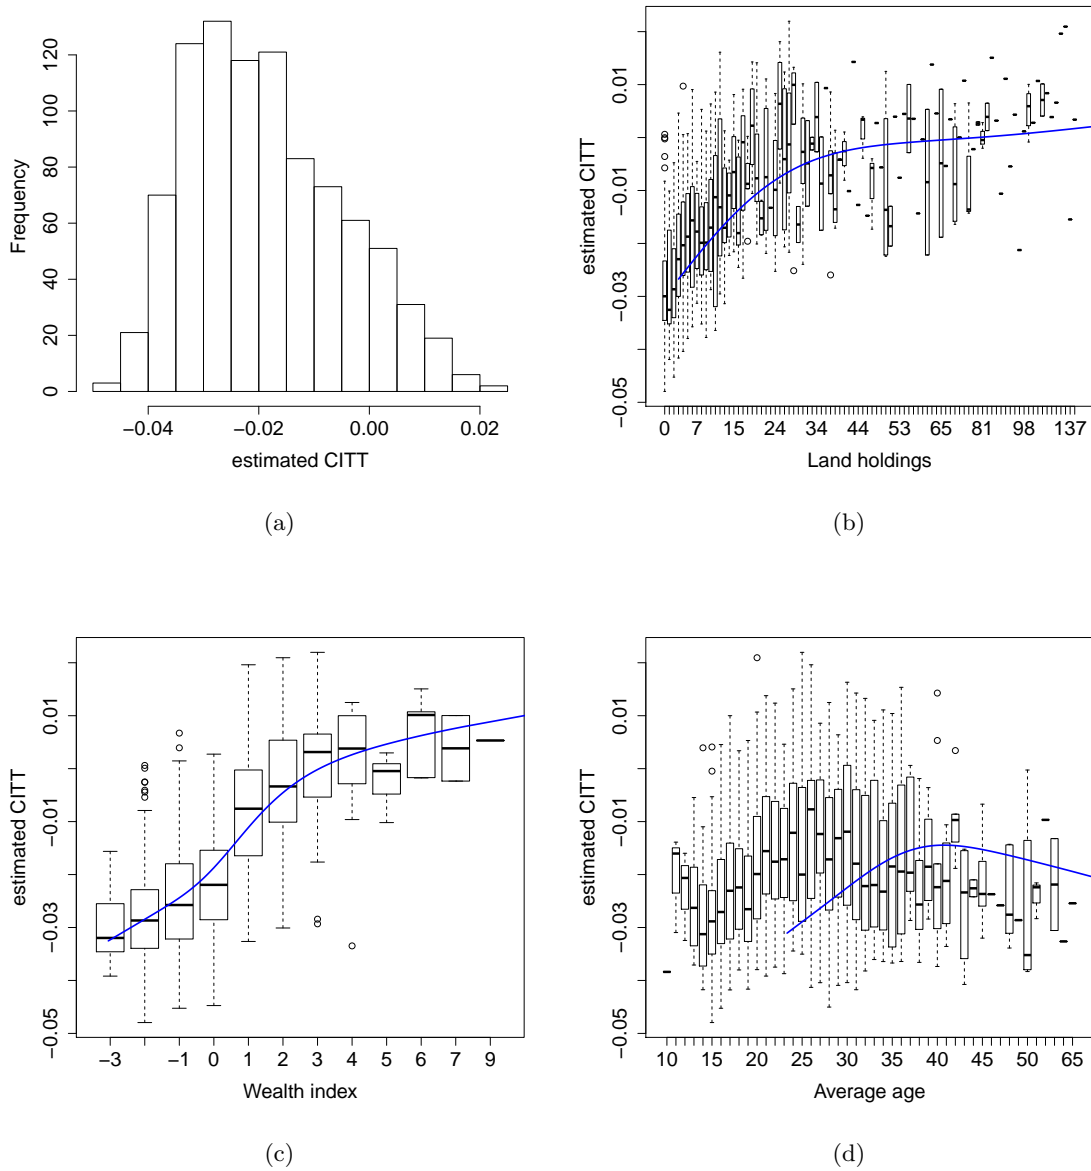 Frequency
0 20 40 60 80 100 120
−0.04 −0.02 0.00 0.02
estimated CITT
(a)
estimated CITT
−0.05 −0.03 −0.01 0.01
0 7 15 24 34 44 53 65 81 98 137
Land holdings
(b)
estimated CITT
−0.05 −0.03 −0.01 0.01
−3 −1 0 1 2 3 4 5 6 7 9
Wealth index
(c)
estimated CITT
−0.05 −0.03 −0.01 0.01
10 15 20 25 30 35 40 45 50 65
Average age
(d)